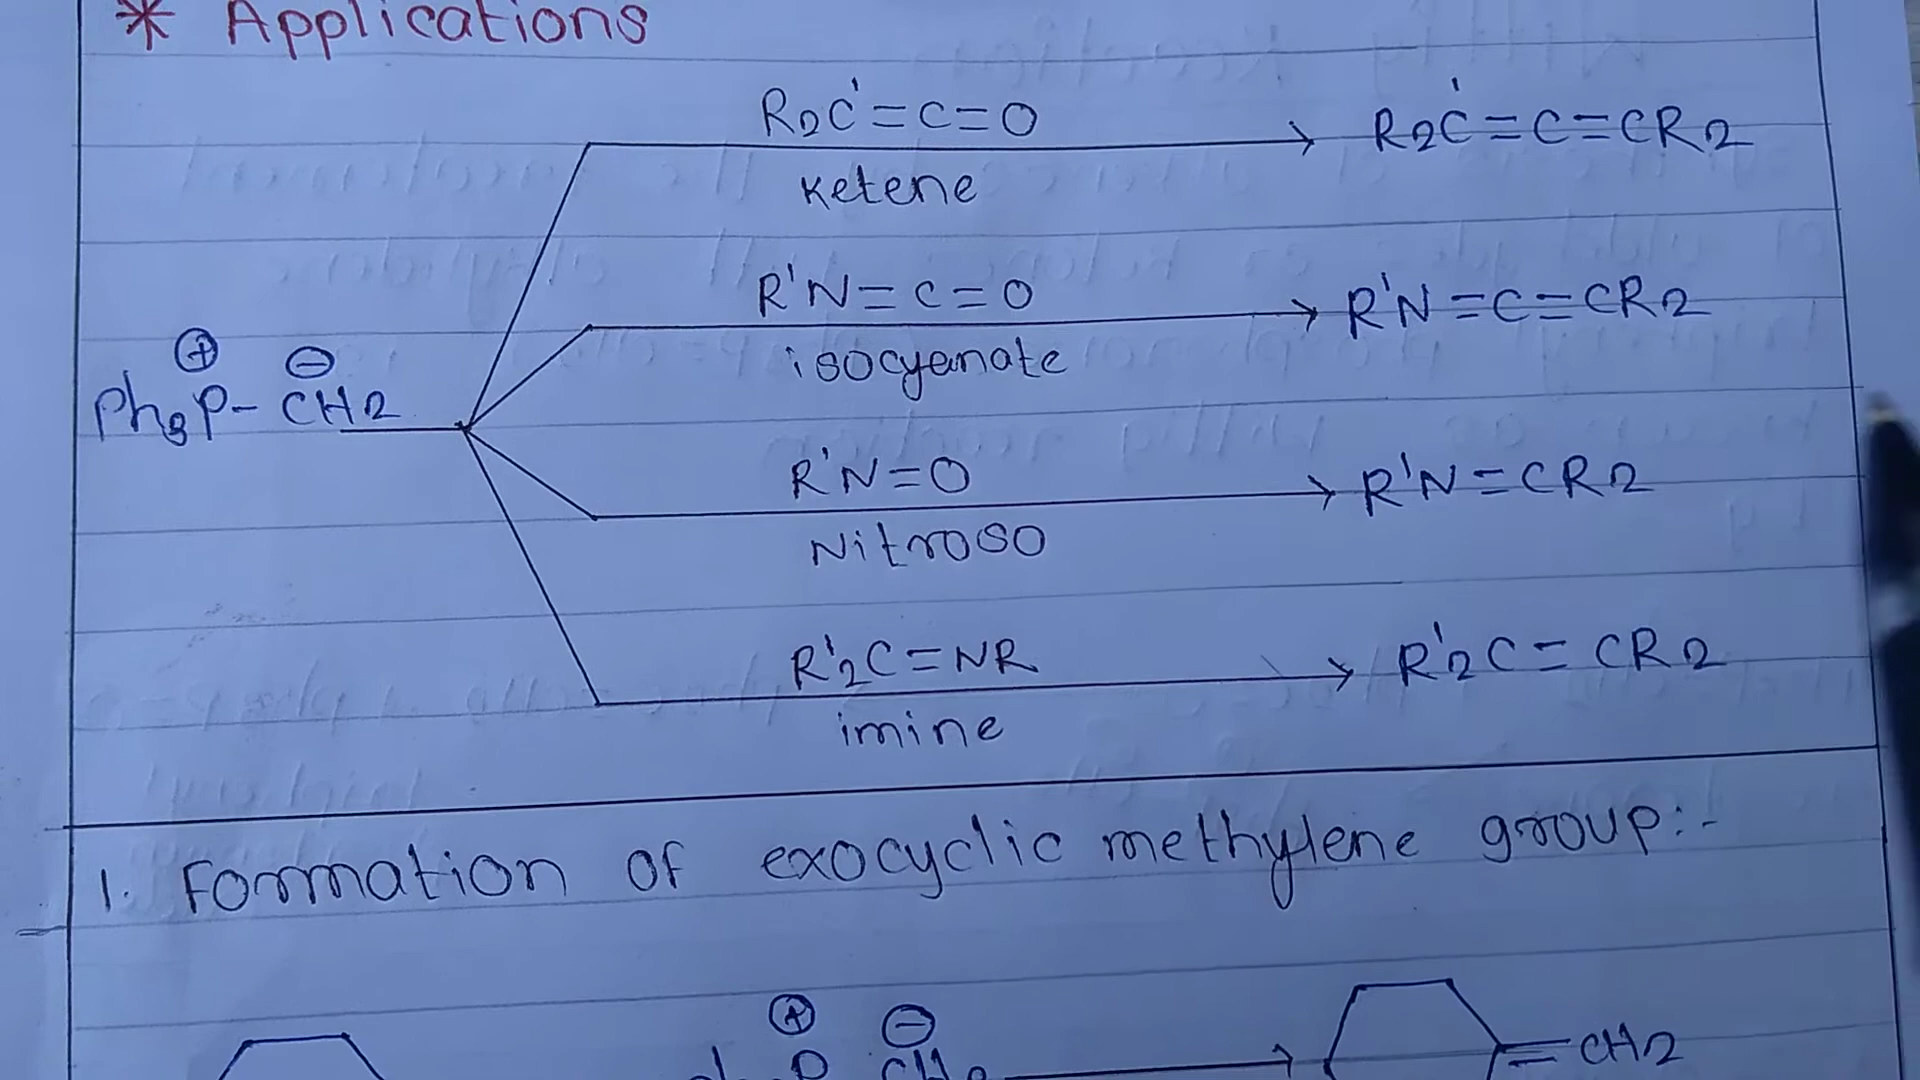 * Applications
R2C'=C=O → R2C'=C=CR2
ketene
R'N=C=O → R'N=C=CR2
isocyanate
⊕ ⊖
Ph3P-CH2
R'N=O → R'N=CR2
Nitroso
R'2C=NR → R'2C=CR2
imine
1. Formation of exocyclic methylene group:-
⊕ ⊖
=CH2